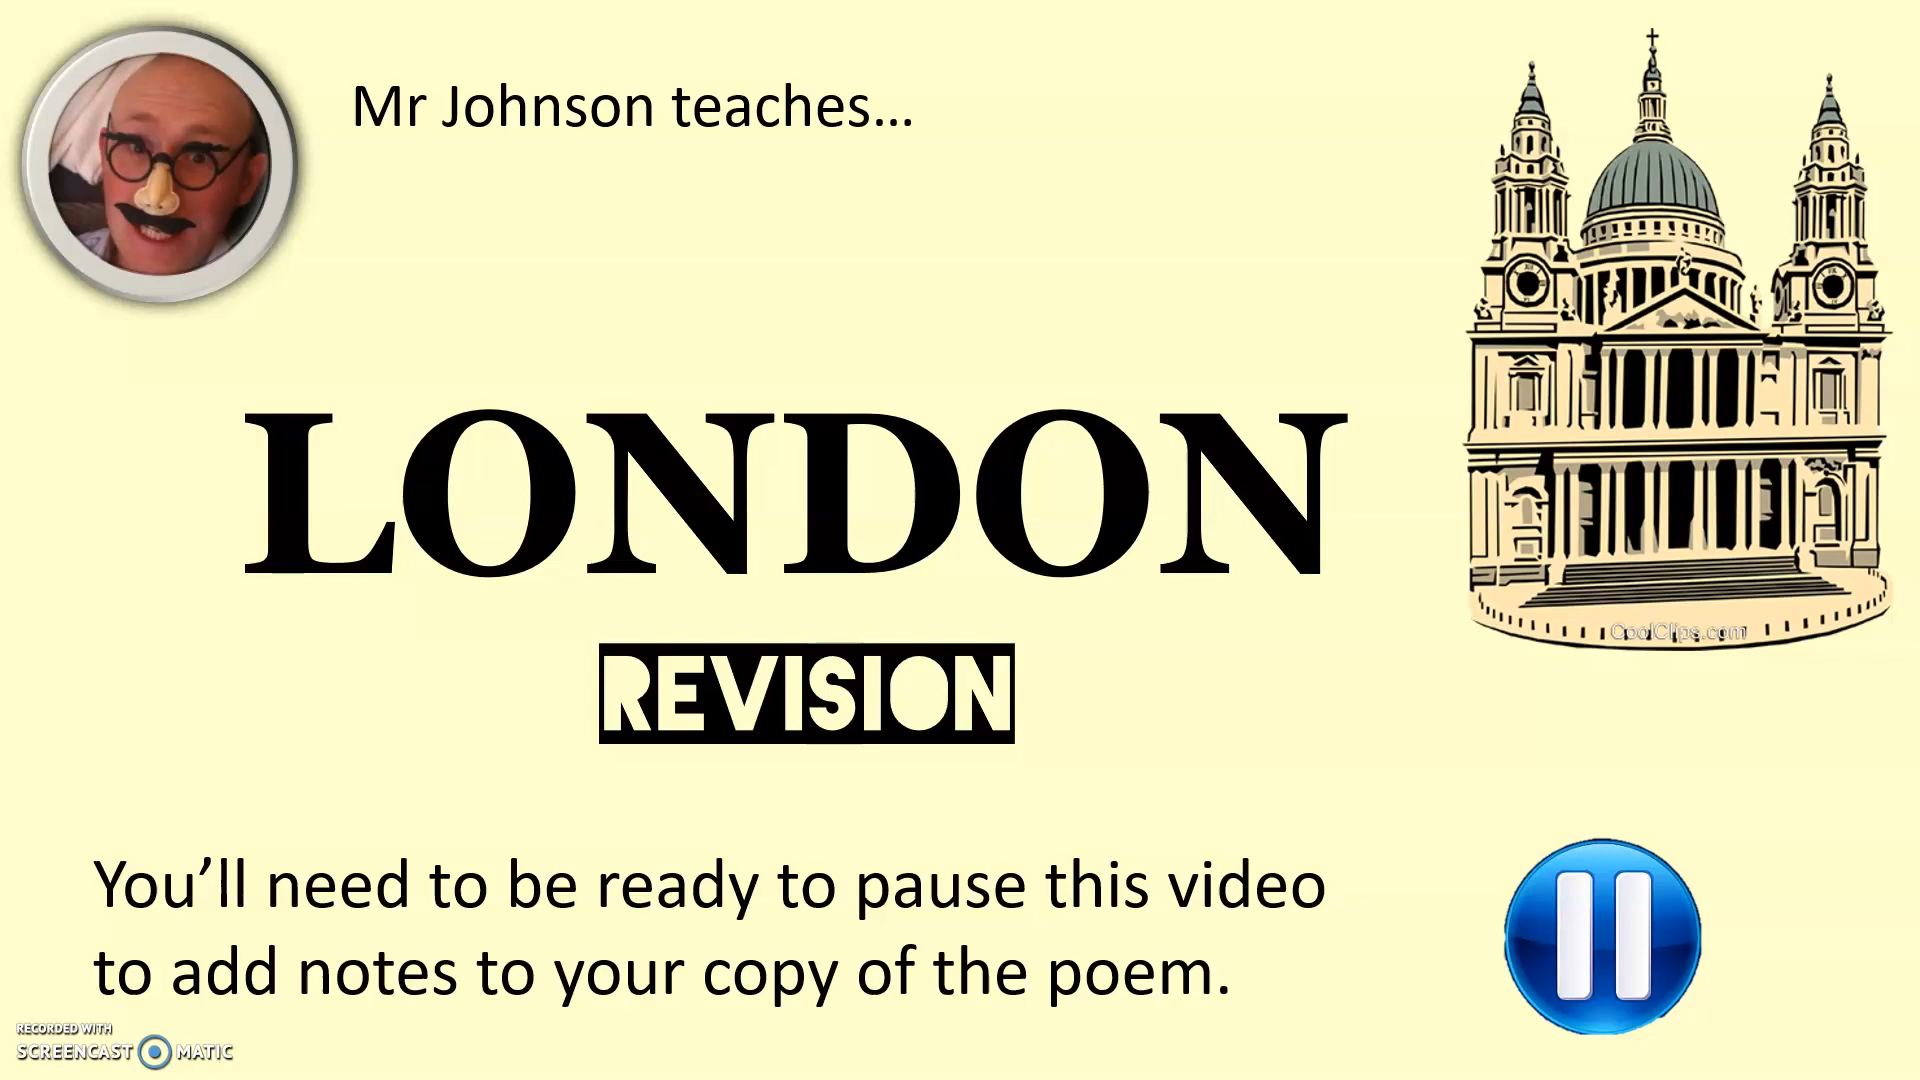 Mr Johnson teaches…
LONDON
REVISION
CoolClips.com
You’ll need to be ready to pause this video
to add notes to your copy of the poem.
RECORDED WITH
SCREENCAST MATIC